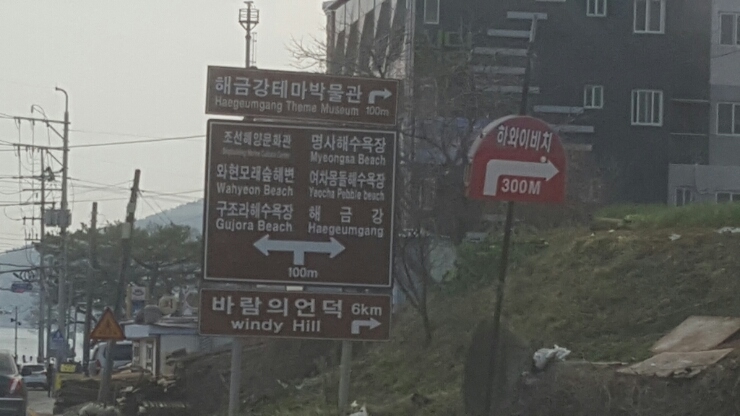 해금강테마박물관
Haegeumgang Theme Museum 100m
조선해양문화관
와현모래숲해변
Wahyeon Beach
구조라해수욕장
Gujora Beach
명사해수욕장
Myeongsa Beach
여차몽돌해수욕장
Yeocha Pebble beach
해금강
Haegeumgang
100m
바람의언덕 6km
windy Hill
하와이비치
300M